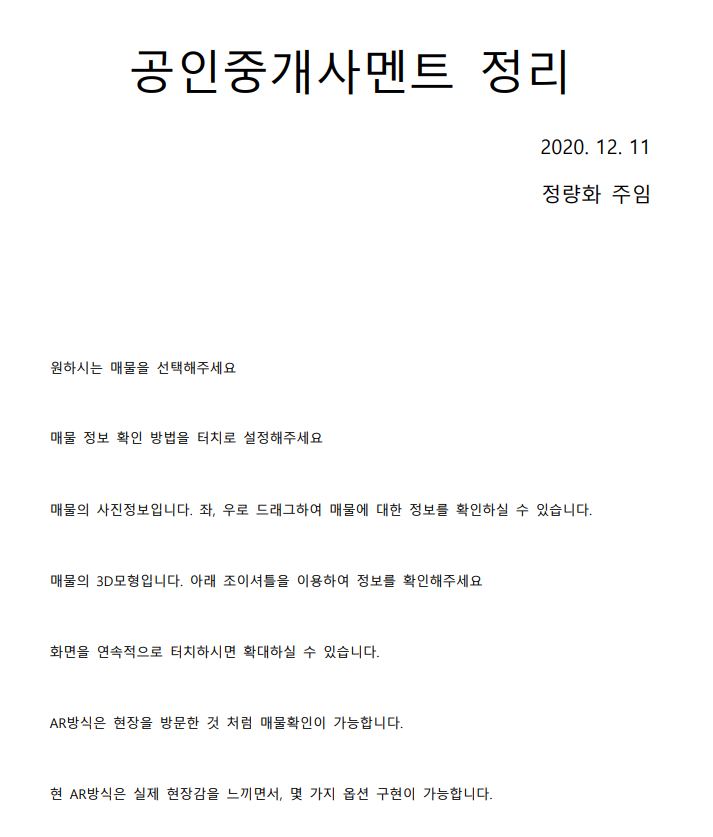 공인중개사멘트 정리
2020. 12. 11
정량화 주임
원하시는 매물을 선택해주세요
매물 정보 확인 방법을 터치로 설정해주세요
매물의 사진정보입니다. 좌, 우로 드래그하여 매물에 대한 정보를 확인하실 수 있습니다.
매물의 3D모형입니다. 아래 조이셔틀을 이용하여 정보를 확인해주세요
화면을 연속적으로 터치하시면 확대하실 수 있습니다.
AR방식은 현장을 방문한 것 처럼 매물확인이 가능합니다.
현 AR방식은 실제 현장감을 느끼면서, 몇 가지 옵션 구현이 가능합니다.